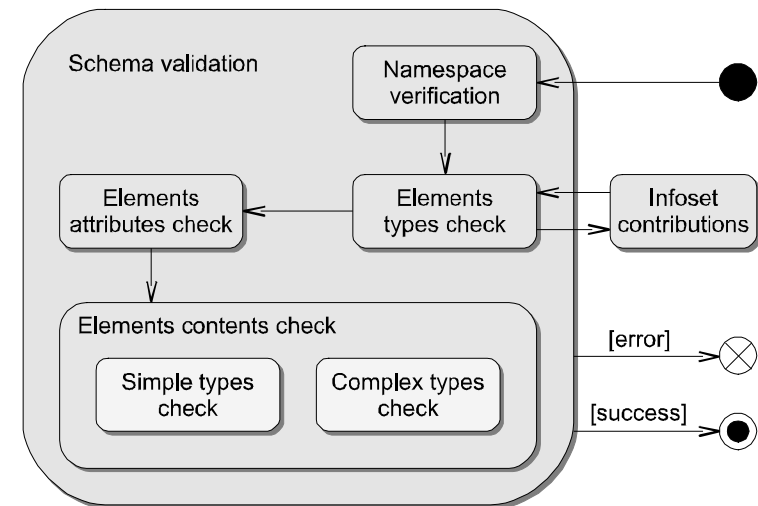 Schema validation
Namespace
verification
Elements
attributes check
Elements
types check
Infoset
contributions
Elements contents check
Simple types
check
Complex types
check
[error]
[success]